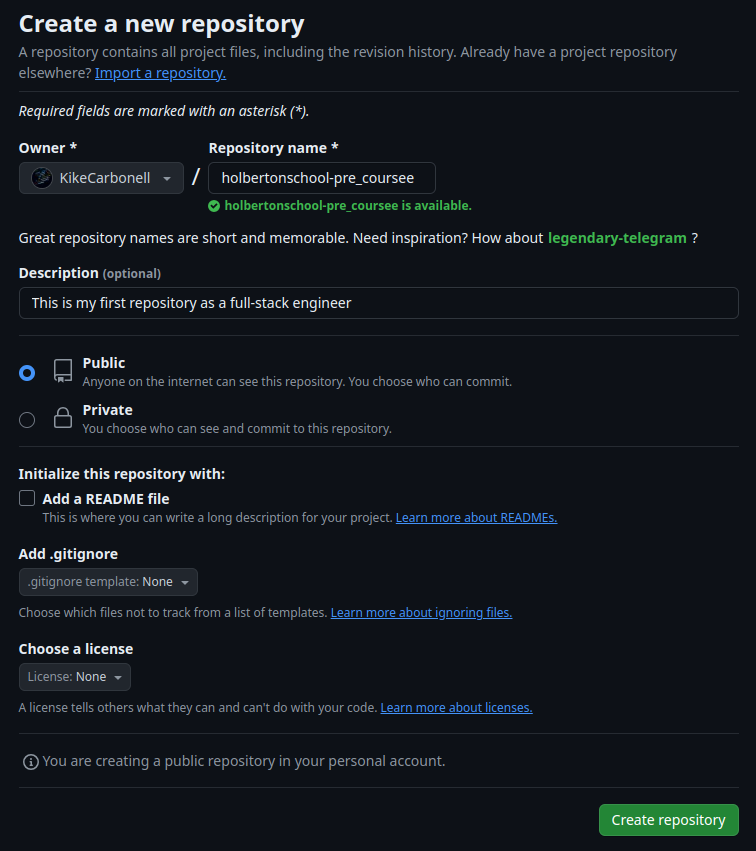 Create a new repository
A repository contains all project files, including the revision history. Already have a project repository
elsewhere? Import a repository.
Required fields are marked with an asterisk (*).
Owner * Repository name *
KikeCarbonell / holbertonschool-pre_coursee
holbertonschool-pre_coursee is available.
Great repository names are short and memorable. Need inspiration? How about legendary-telegram ?
Description (optional)
This is my first repository as a full-stack engineer
Public
Anyone on the internet can see this repository. You choose who can commit.
Private
You choose who can see and commit to this repository.
Initialize this repository with:
Add a README file
This is where you can write a long description for your project. Learn more about READMEs.
Add .gitignore
.gitignore template: None
Choose which files not to track from a list of templates. Learn more about ignoring files.
Choose a license
License: None
A license tells others what they can and can't do with your code. Learn more about licenses.
You are creating a public repository in your personal account.
Create repository